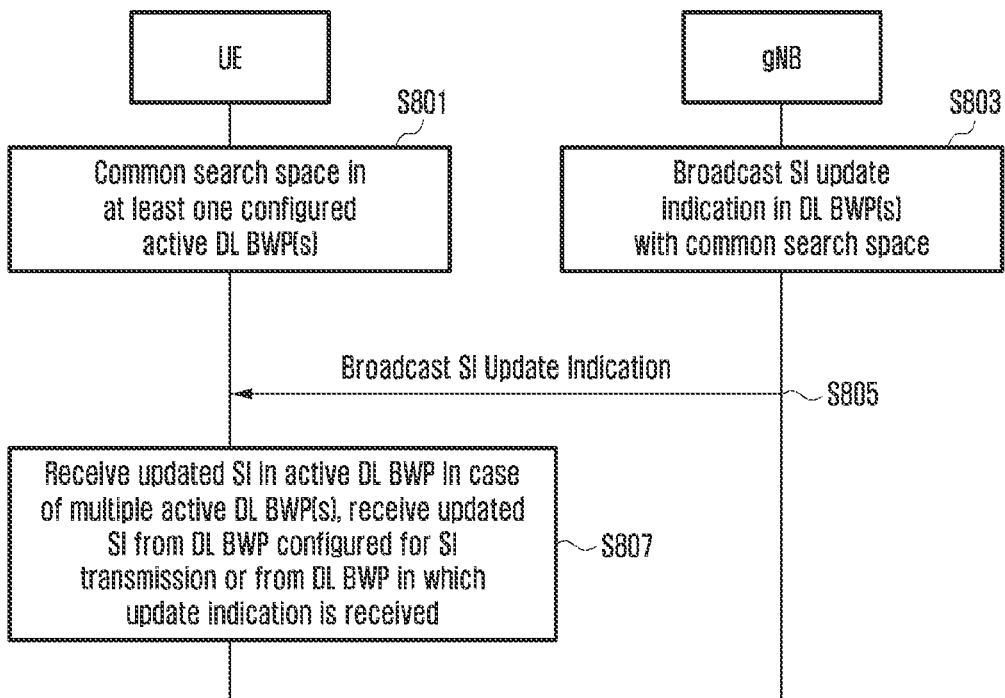 UE
gNB
S801
S803
Common search space in
at least one configured
active DL BWP(s)
Broadcast SI update
indication in DL BWP(s)
with common search space
Broadcast SI Update Indication
S805
Receive updated SI in active DL BWP In case
of multiple active DL BWP(s), receive updated
SI from DL BWP configured for SI
transmission or from DL BWP in which
update indication is received
S807